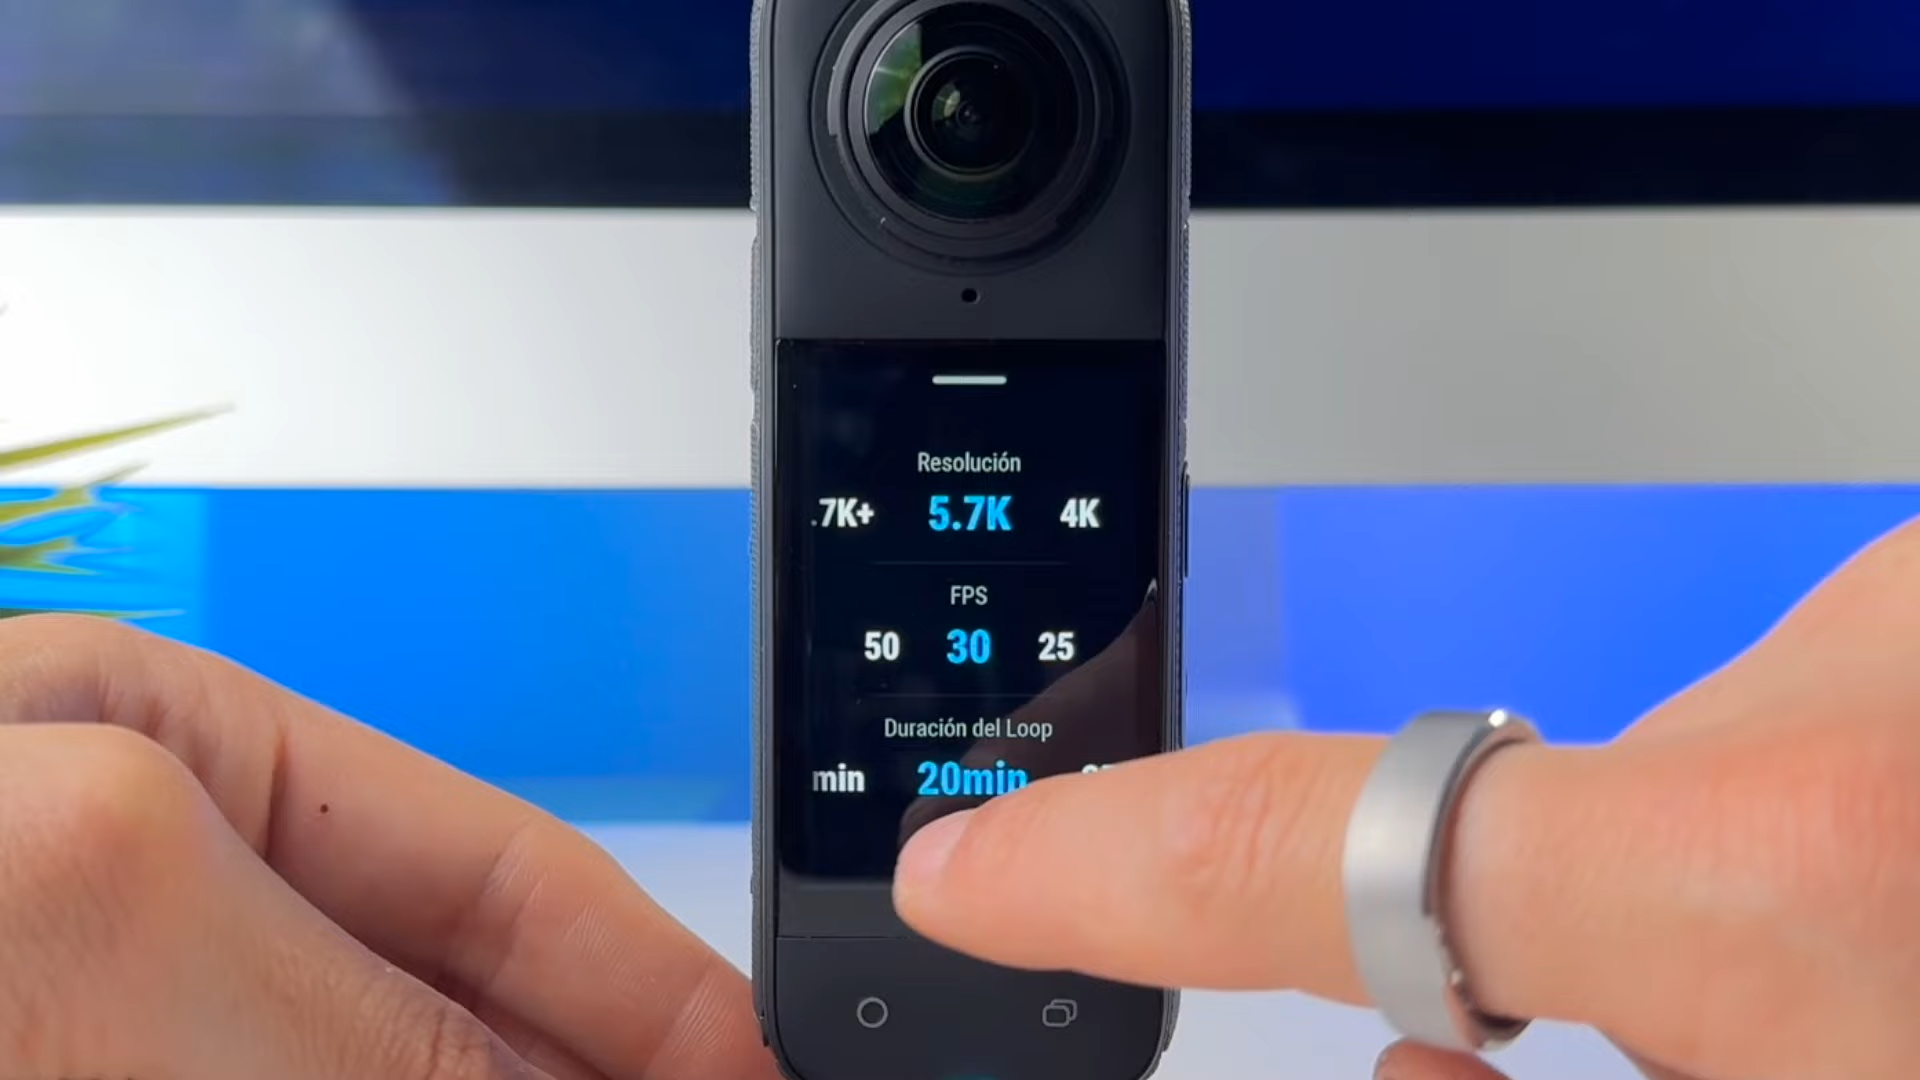 Resolución
.7K+ 5.7K 4K
FPS
50 30 25
Duración del Loop
min 20min